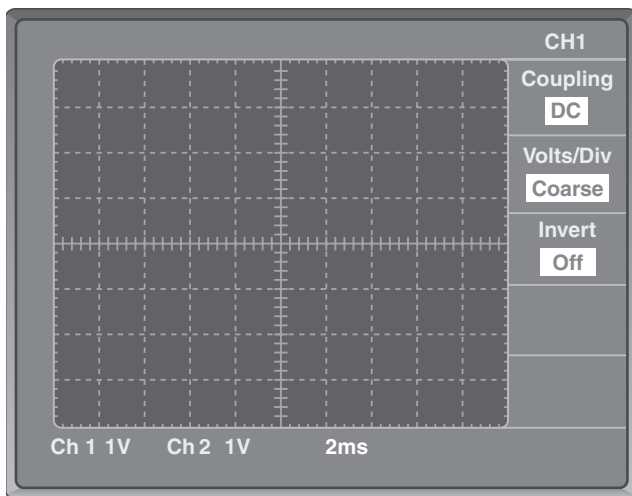 CH1
Coupling
DC
Volts/Div
Coarse
Invert
Off
Ch 1 1V Ch 2 1V 2ms